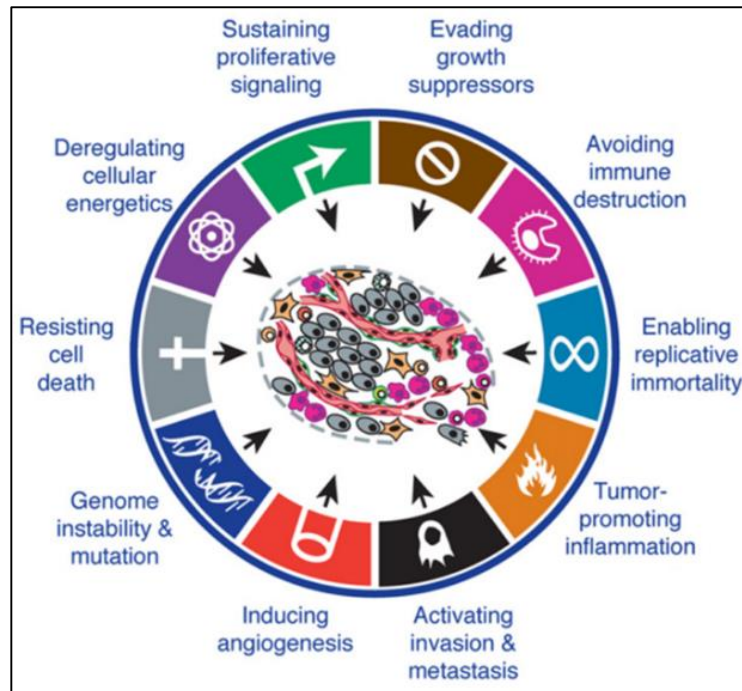 Sustaining
proliferative
signaling
Evading
growth
suppressors
Avoiding
immune
destruction
Enabling
replicative
immortality
Tumor-
promoting
inflammation
Activating
invasion &
metastasis
Inducing
angiogenesis
Genome
instability &
mutation
Resisting
cell
death
Deregulating
cellular
energetics